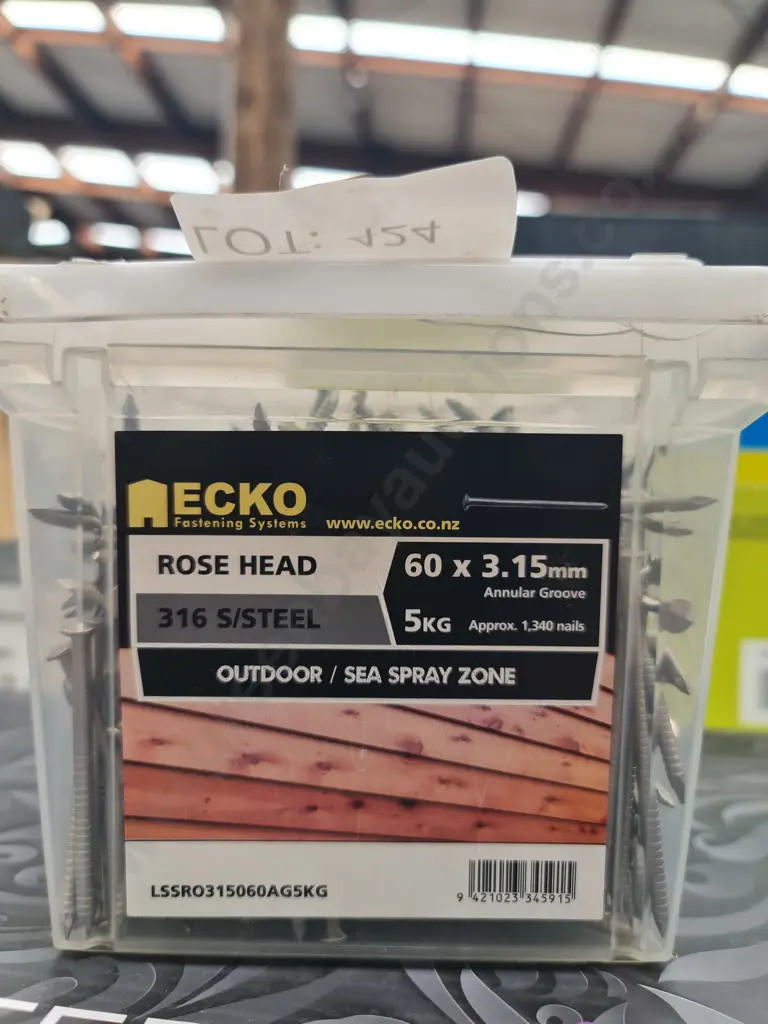 LOT: 424
ECKO
Fastening Systems
www.ecko.co.nz
ROSE HEAD
60 x 3.15mm
Annular Groove
316 S/STEEL
5KG Approx. 1,340 nails
OUTDOOR / SEA SPRAY ZONE
LSSRO315060AG5KG
9 421023 345915